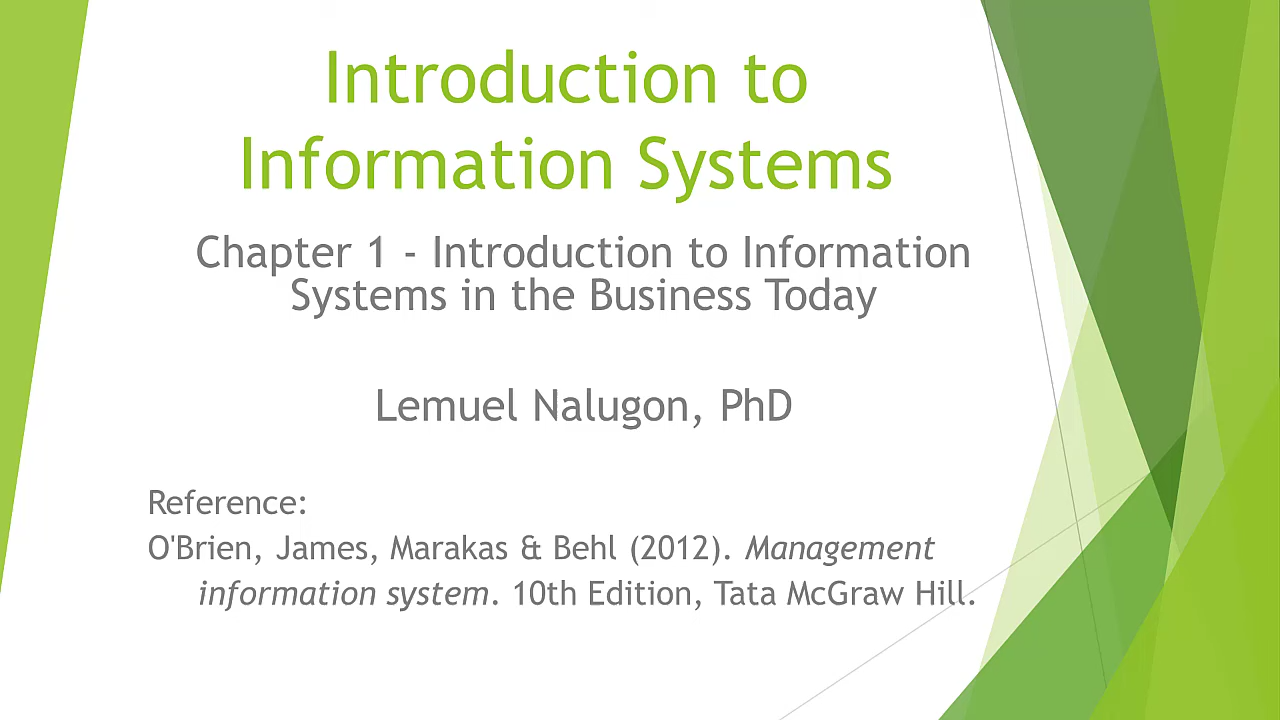 Introduction to
Information Systems
Chapter 1 - Introduction to Information
Systems in the Business Today
Lemuel Nalugon, PhD
Reference:
O'Brien, James, Marakas & Behl (2012). Management
information system. 10th Edition, Tata McGraw Hill.